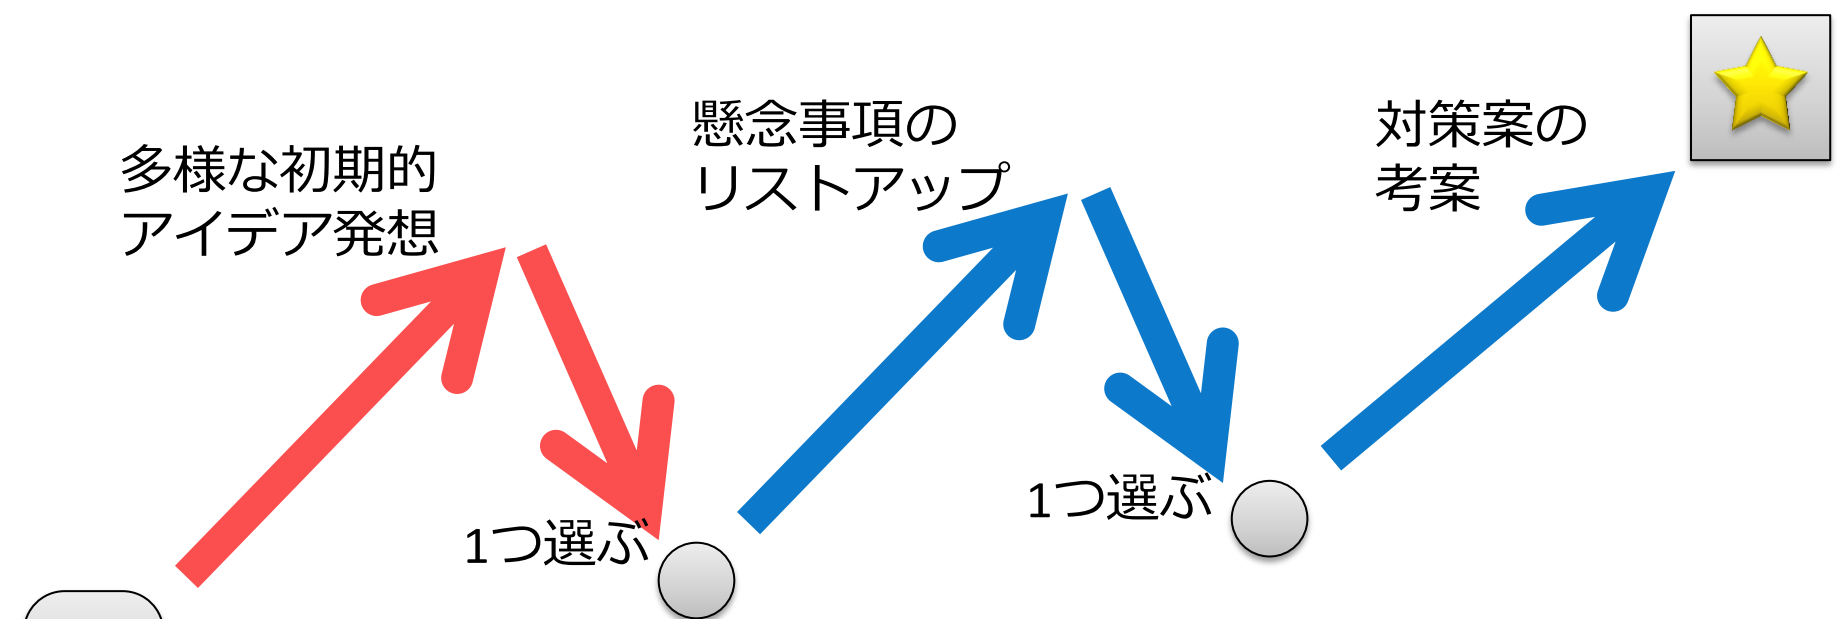 多様な初期的
アイデア発想
1つ選ぶ
懸念事項の
リストアップ
1つ選ぶ
対策案の
考案